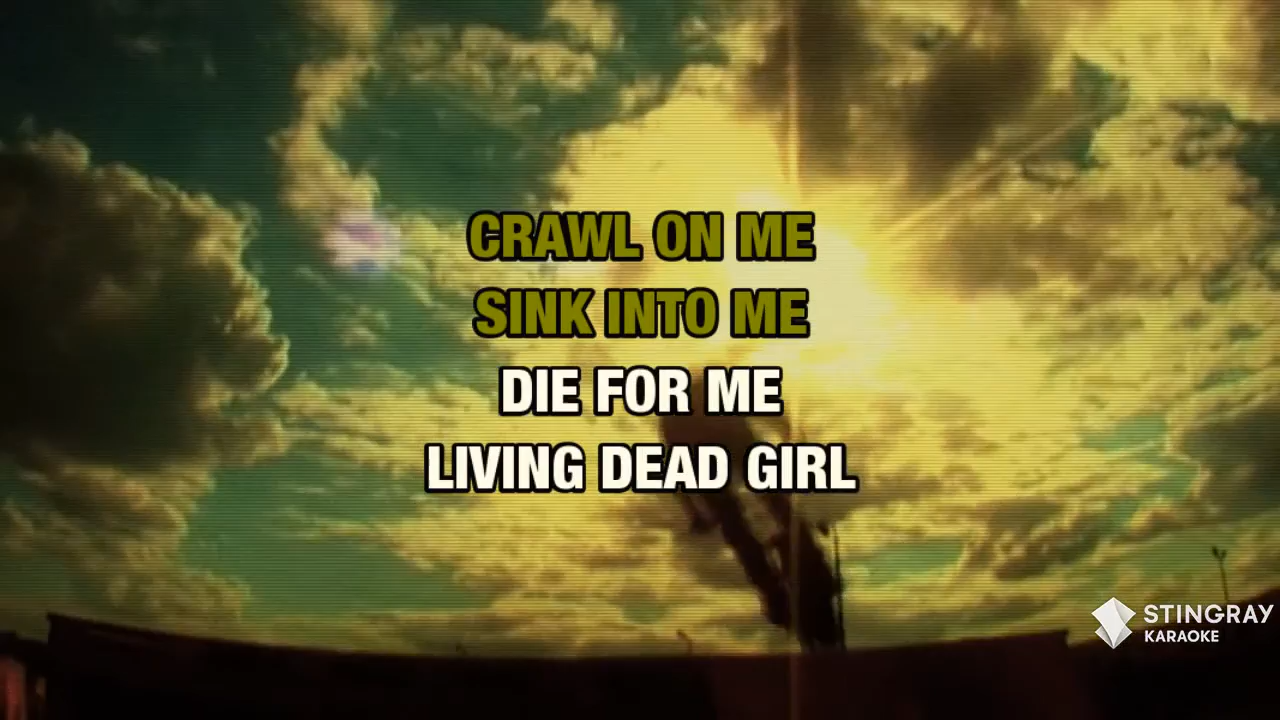 CRAWL ON ME
SINK INTO ME
DIE FOR ME
LIVING DEAD GIRL
STINGRAY
KARAOKE